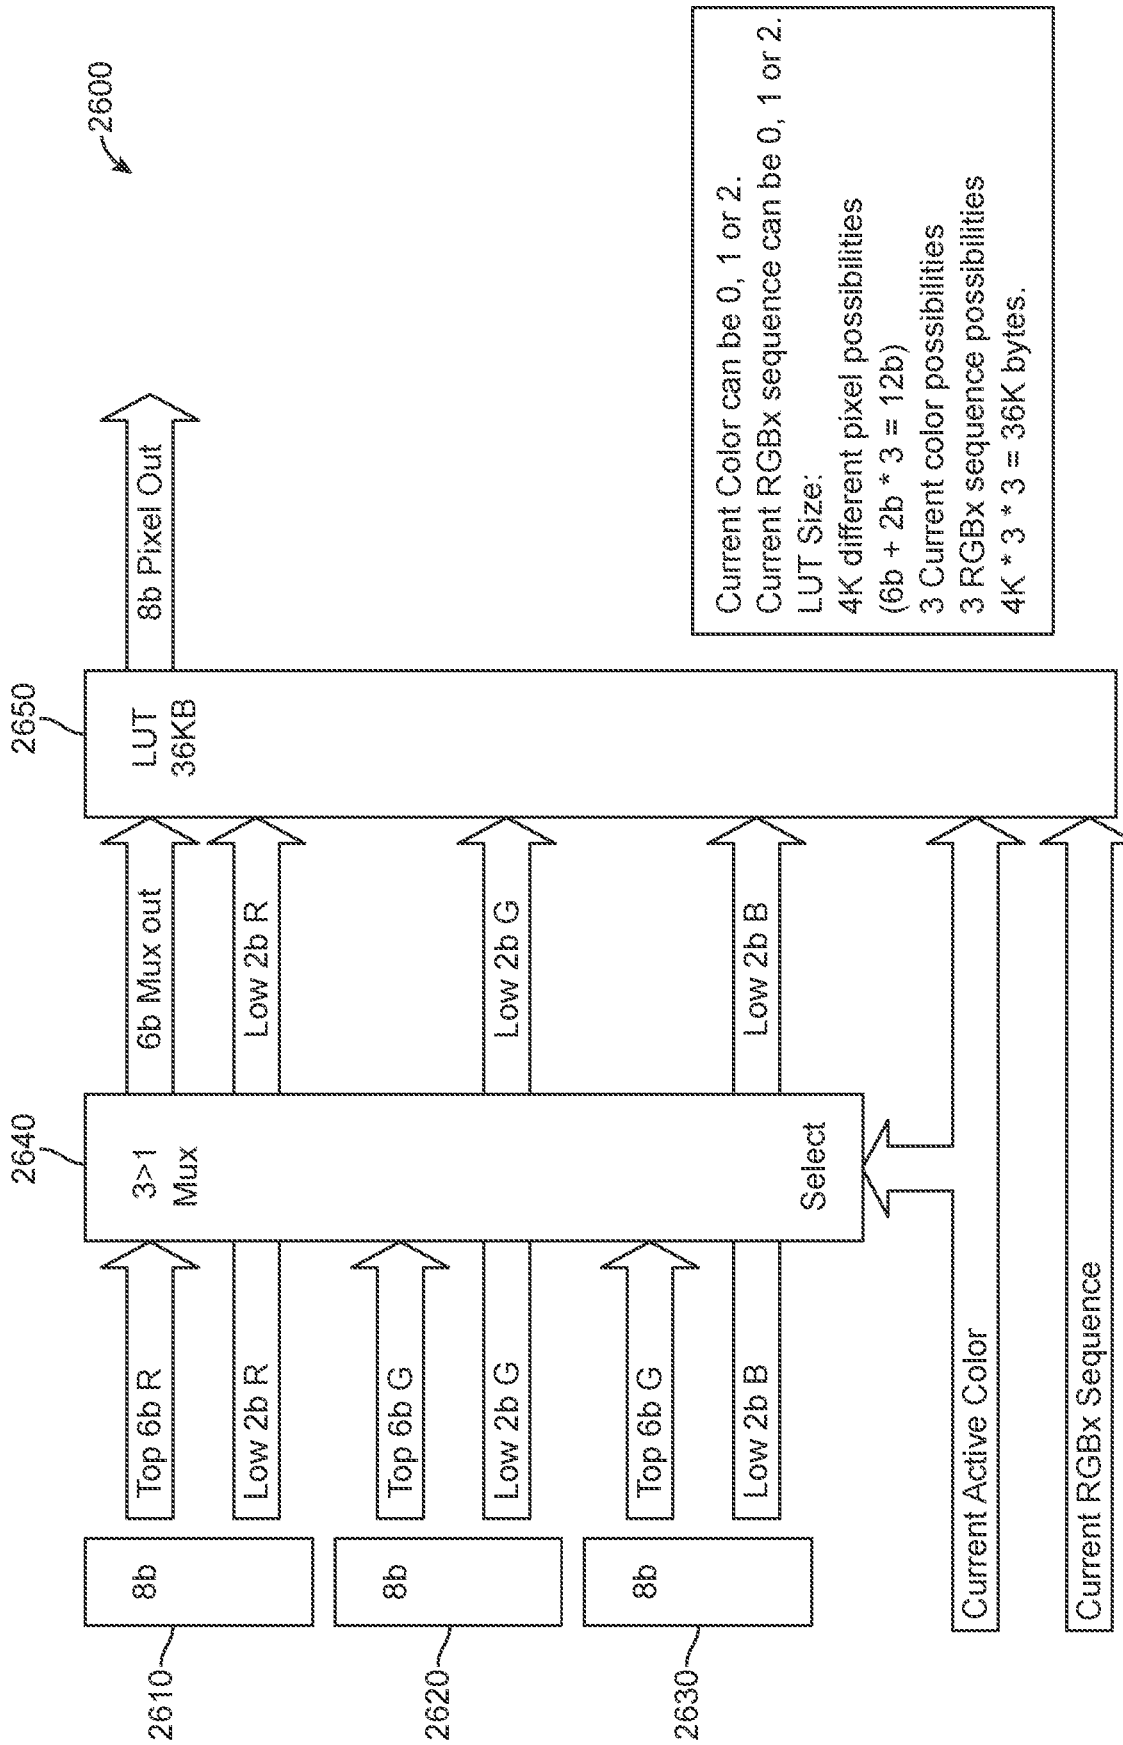 2600
2610
2620
2630
2640
2650
8b
8b
8b
Top 6b R
Low 2b R
Top 6b G
Low 2b G
Top 6b G
Low 2b B
3>1
Mux
Select
6b Mux out
Low 2b R
Low 2b G
Low 2b B
LUT
36KB
8b Pixel Out
Current Active Color
Current RGBx Sequence
Current Color can be 0, 1 or 2.
Current RGBx sequence can be 0, 1 or 2.
LUT Size:
4K different pixel possibilities
(6b + 2b * 3 = 12b)
3 Current color possibilities
3 RGBx sequence possibilities
4K * 3 * 3 = 36K bytes.